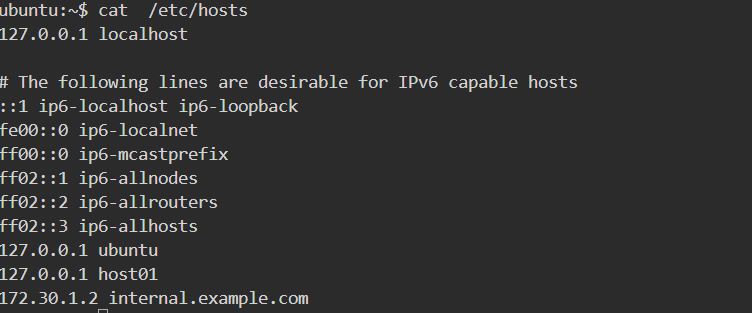 ubuntu:~$ cat  /etc/hosts
127.0.0.1 localhost

# The following lines are desirable for IPv6 capable hosts
::1 ip6-localhost ip6-loopback
fe00::0 ip6-localnet
ff00::0 ip6-mcastprefix
ff02::1 ip6-allnodes
ff02::2 ip6-allrouters
ff02::3 ip6-allhosts
127.0.0.1 ubuntu
127.0.0.1 host01
172.30.1.2 internal.example.com